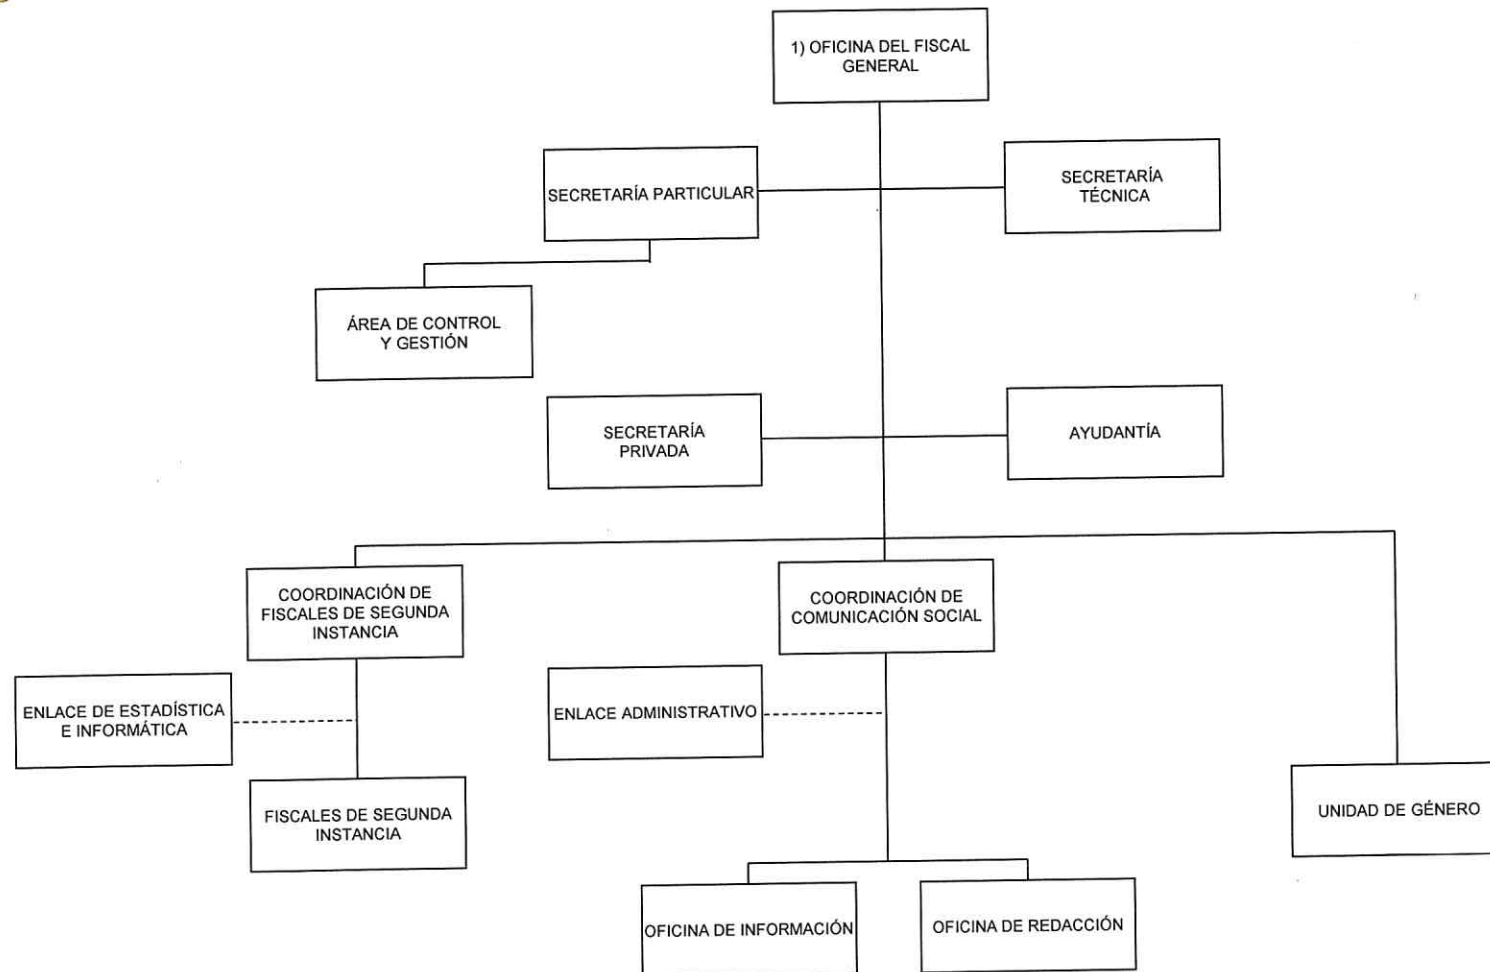 1) OFICINA DEL FISCAL
GENERAL
SECRETARÍA PARTICULAR
SECRETARÍA
TÉCNICA
ÁREA DE CONTROL
Y GESTIÓN
SECRETARÍA
PRIVADA
AYUDANTÍA
COORDINACIÓN DE
FISCALES DE SEGUNDA
INSTANCIA
COORDINACIÓN DE
COMUNICACIÓN SOCIAL
ENLACE DE ESTADÍSTICA
E INFORMÁTICA
ENLACE ADMINISTRATIVO
FISCALES DE SEGUNDA
INSTANCIA
UNIDAD DE GÉNERO
OFICINA DE INFORMACIÓN
OFICINA DE REDACCIÓN